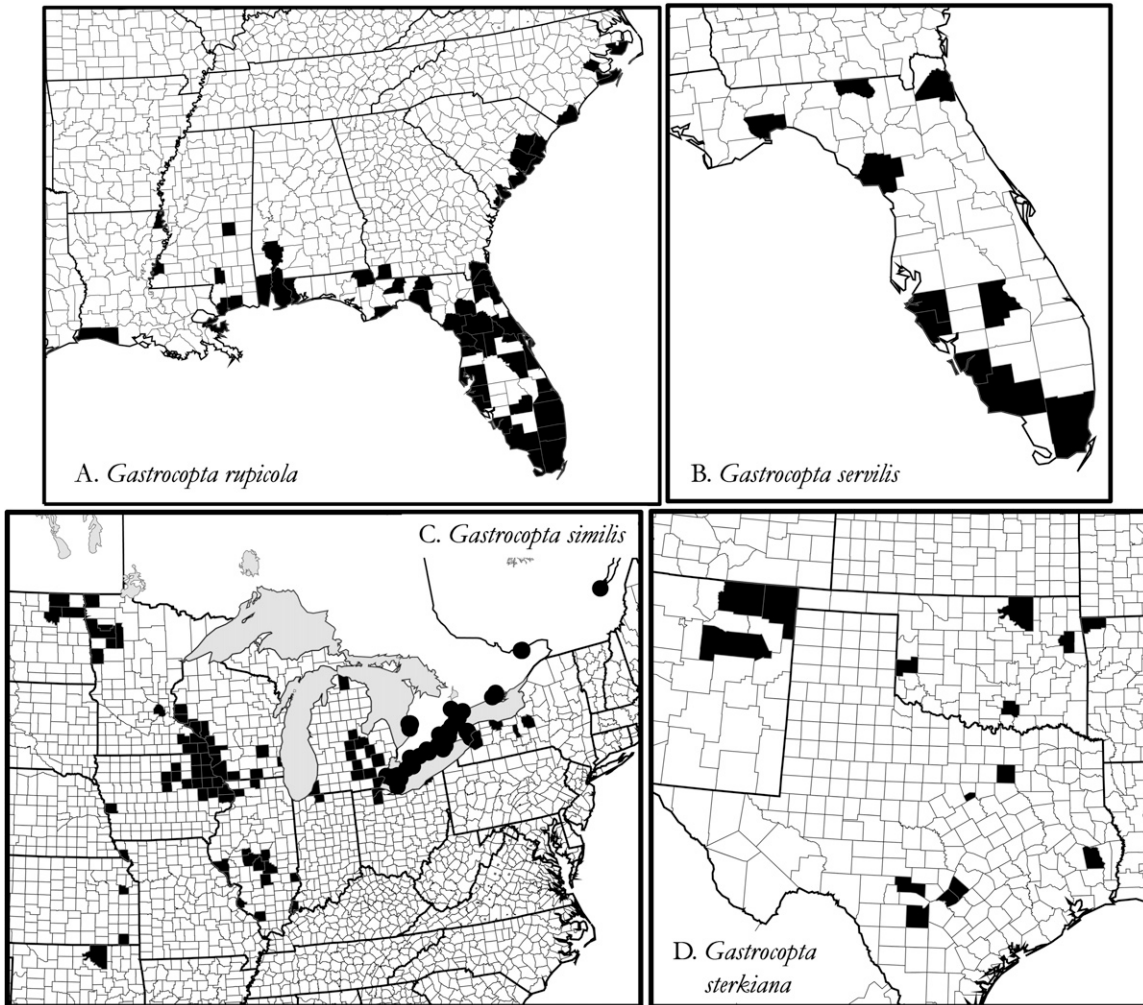 A. Gastrocopta rupicola
B. Gastrocopta servilis
C. Gastrocopta similis
D. Gastrocopta
sterkiana